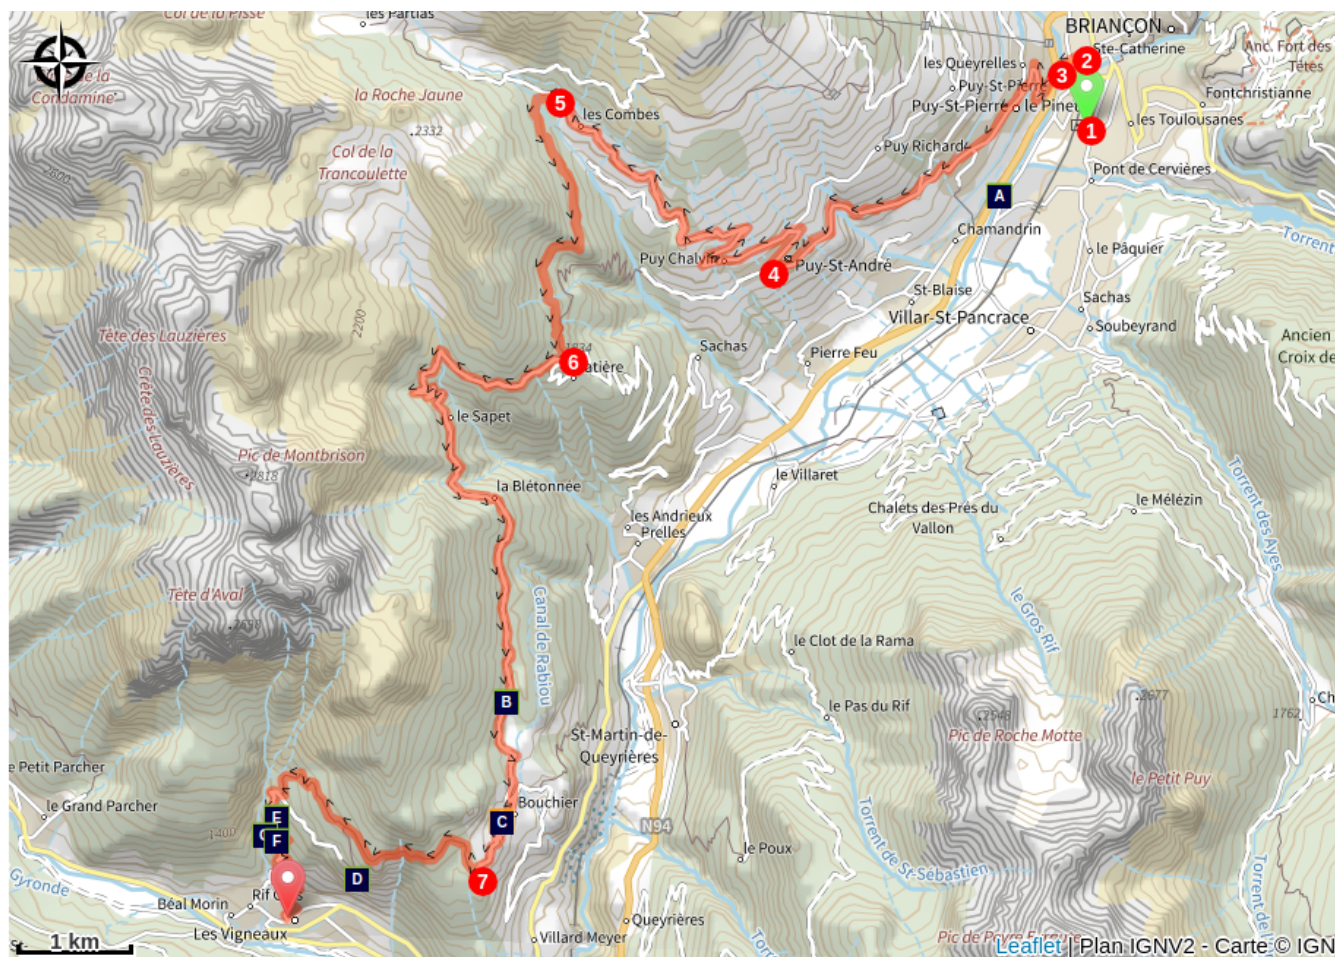 Col de la Pisse
les Partias
BRIANÇON
Ste-Catherine
Anc. Fort des
Têtes
les Queyrelles
2
3
Puy-St-Pierre
Fontchristianne
Condamine
la Roche Jaune
5
les Combes
Puy-St-Pierre
le Pinet
les Toulousanes
1
2332
Col de la
Trancoulette
Puy Richard
Pont de Cervières
2600
A
Chamandrin
Torrent
le Pâquier
Puy Chalvin
4
Puy-St-André
St-Blaise
Sachas
Villar-St-Pancrace
Soubeyrand
2200
Tête des Lauzières
Ancien
Croix de
Sachas
Pierre Feu
1834
6
Crête des Lauzières
le Sapet
Pic de Montbrison
2818
le Villaret
la Blétonnée
le Mélézin
Chalets des Prés du
Vallon
les Andrieux
Prelles
Torrent des Ayes
Tête d'Aval
2698
Canal de Rabiou
le Gros Rif
le Clot de la Rama
B
le Pas du Rif
2677
2548
1762
St-Martin-de-
Queyrières
Pic de Roche Motte
le Petit Parcher
le Petit Puy
le Grand Parcher
Bouchier
E
C
1400
F
N94
le Poux
Torrent de St-Sébastien
Gyronde
D
7
Béal Morin
Les Vigneaux
Queyrières
Villard Meyer
1 km
Leaflet | Plan IGNV2 - Carte © IGN